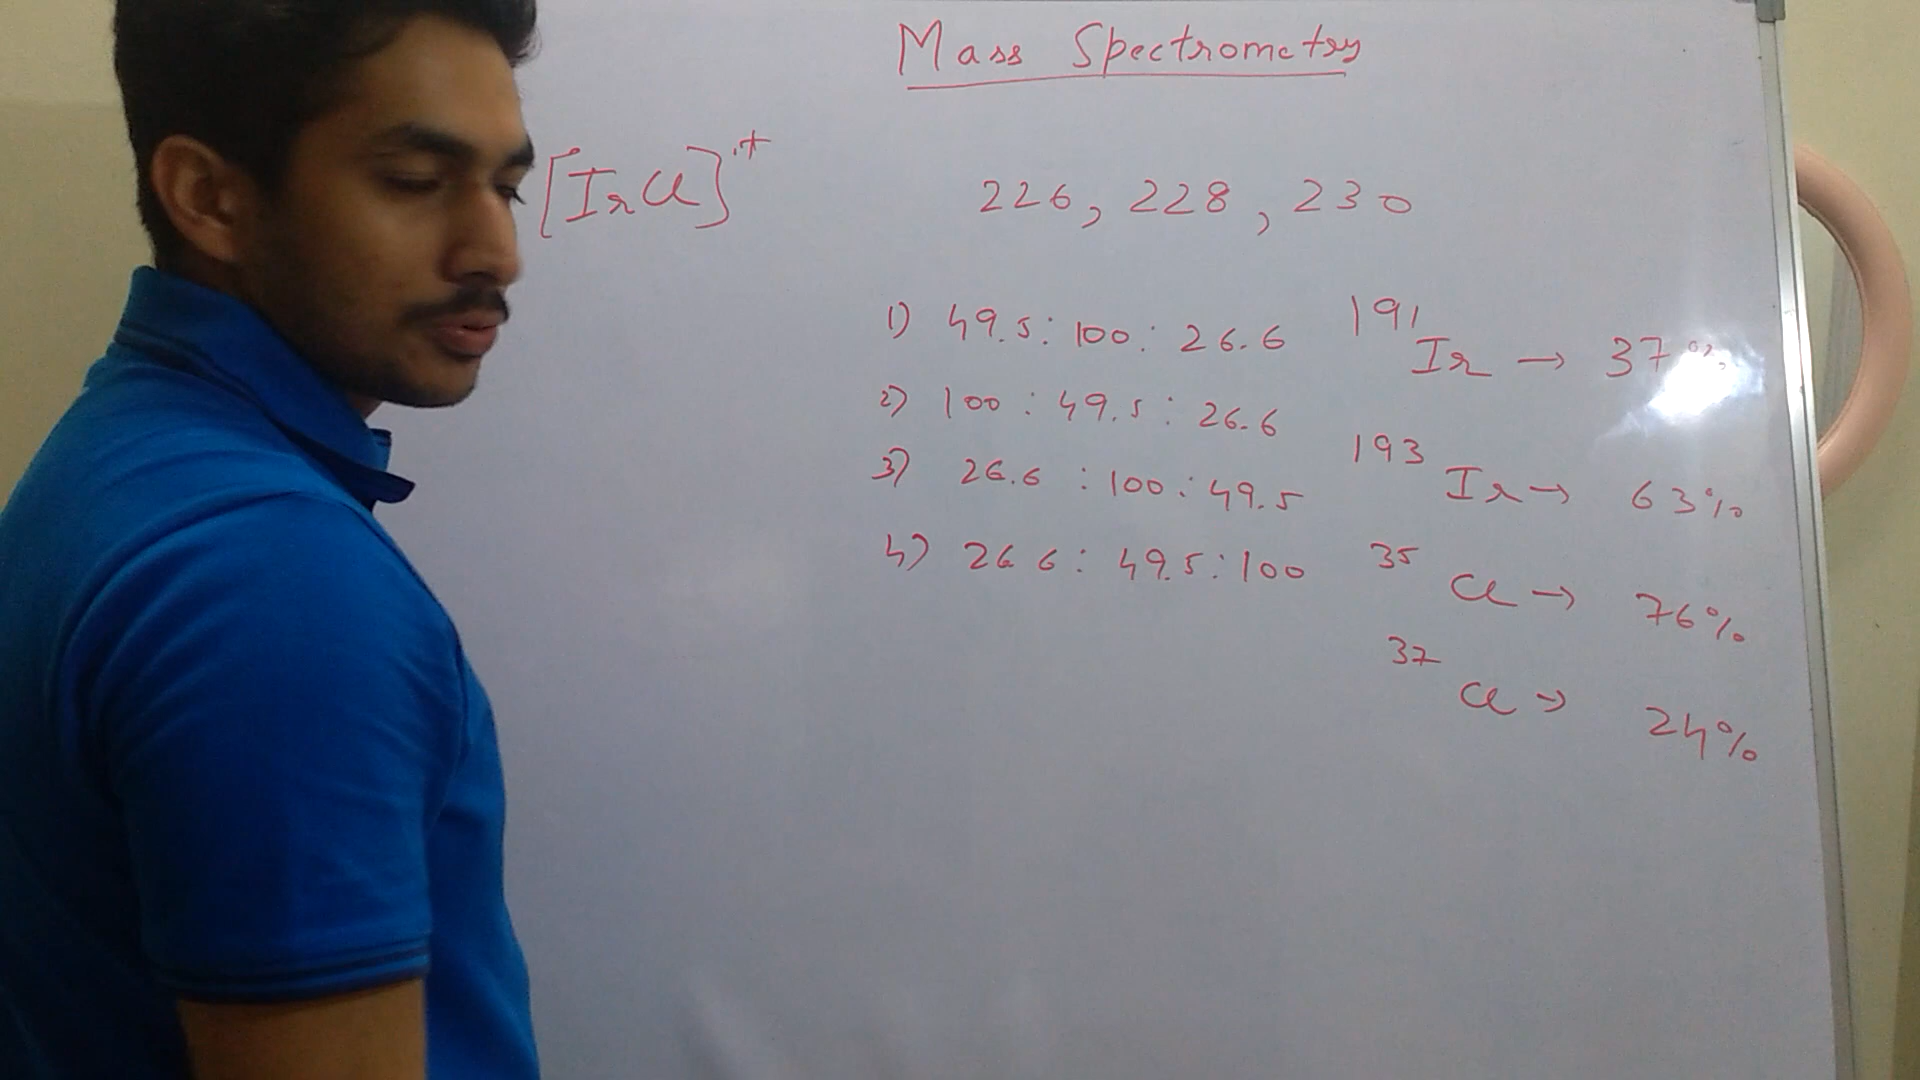 Mass Spectrometry
[IrCl]·+
226, 228, 230
1) 49.5 : 100 : 26.6
2) 100 : 49.5 : 26.6
3) 26.6 : 100 : 49.5
4) 26.6 : 49.5 : 100
191Ir → 37%
193Ir → 63%
35Cl → 76%
37Cl → 24%